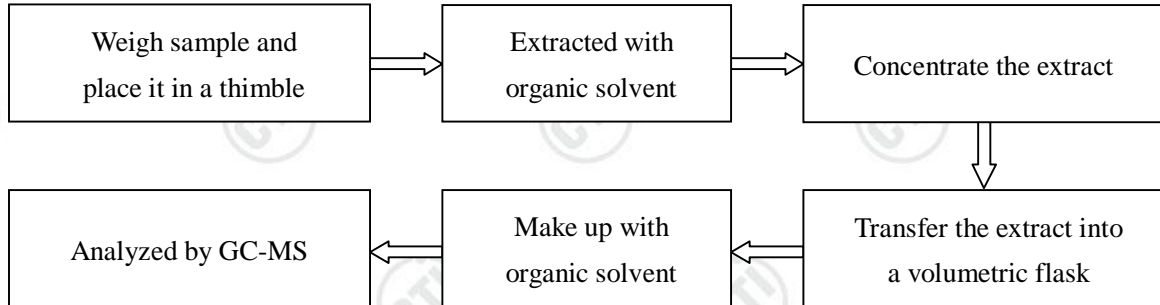 Weigh sample and
place it in a thimble
Extracted with
organic solvent
Concentrate the extract
Transfer the extract into
a volumetric flask
Make up with
organic solvent
Analyzed by GC-MS